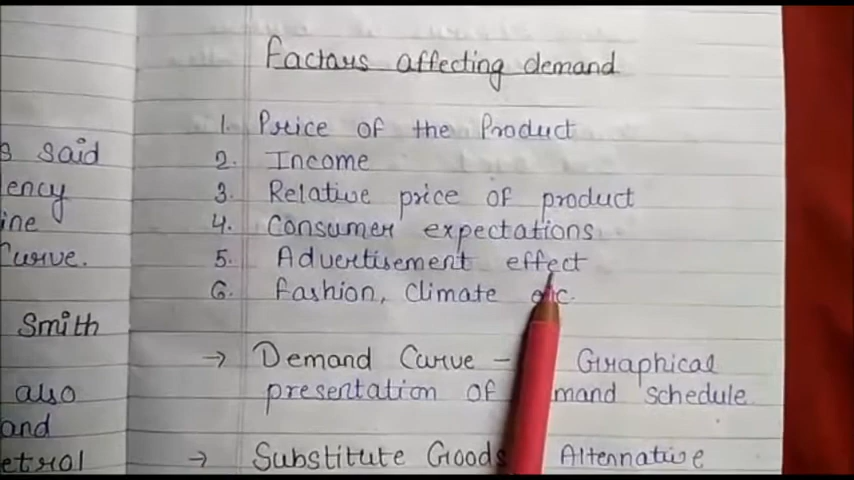 s said
ency
ine
Curve.
Smith
also
and
etrol
Factors affecting demand
1. Price of the Product
2. Income
3. Relative price of product
4. Consumer expectations
5. Advertisement effect
6. Fashion, Climate etc.
→ Demand Curve - Graphical
presentation of mand schedule
→ Substitute Goods Alternative